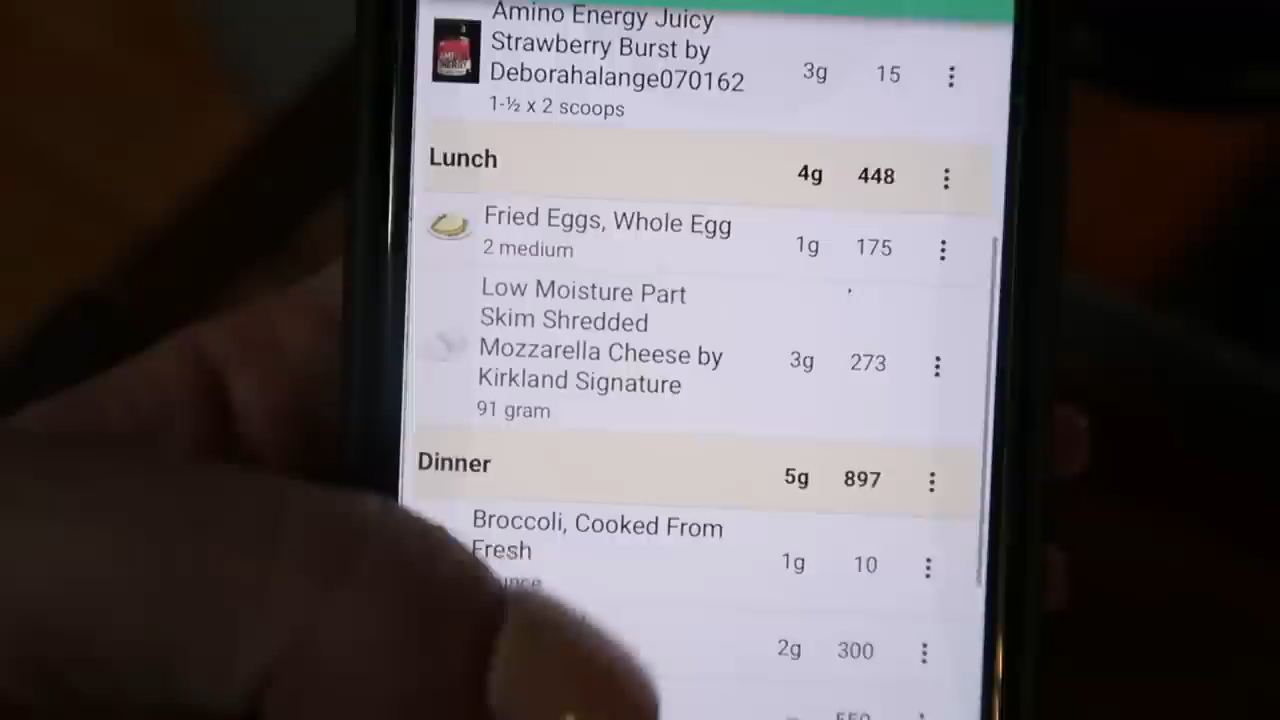 Amino Energy Juicy
Strawberry Burst by
Deborahalange070162
3g 15
1-½ x 2 scoops
Lunch 4g 448
Fried Eggs, Whole Egg
2 medium
1g 175
Low Moisture Part
Skim Shredded
Mozzarella Cheese by
Kirkland Signature
3g 273
91 gram
Dinner 5g 897
Broccoli, Cooked From
Fresh
1g 10
2g 300